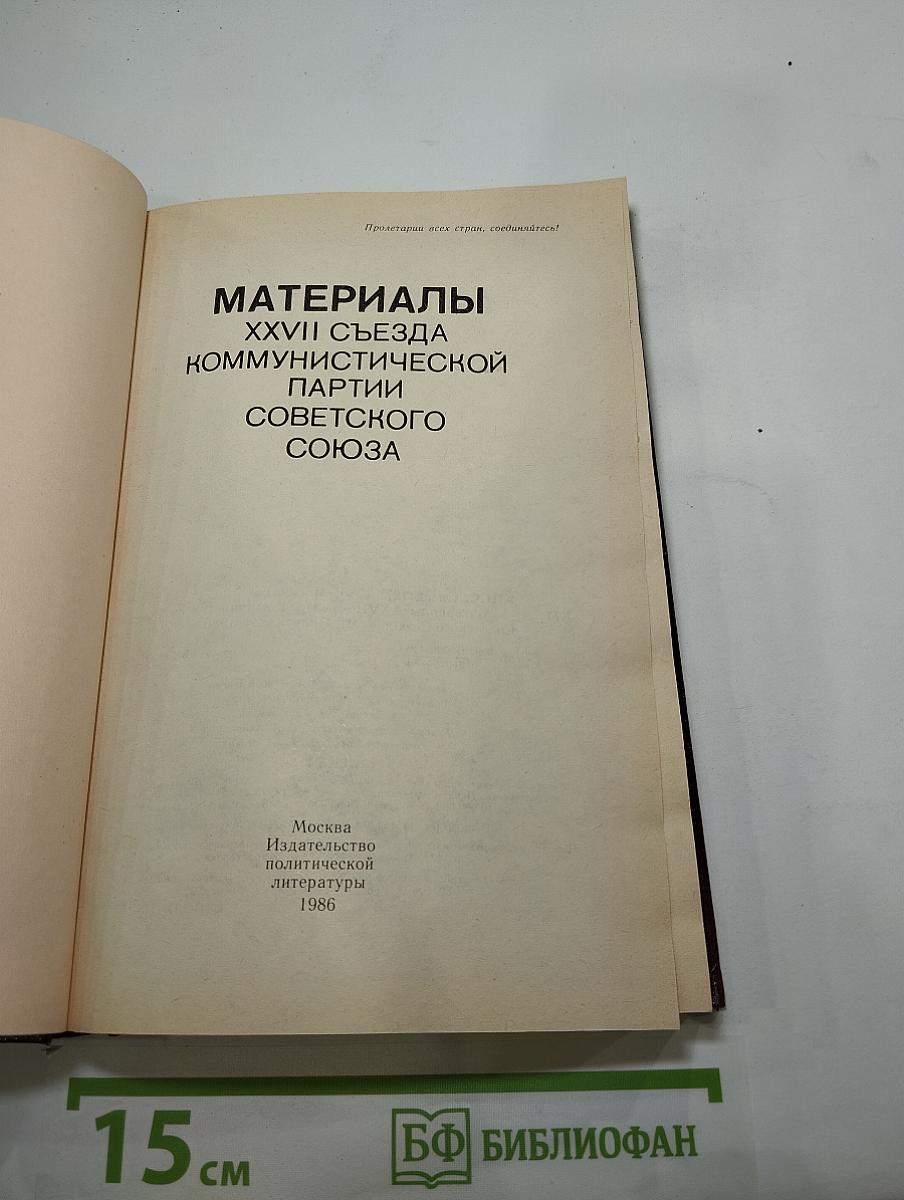 Пролетарии всех стран, соединяйтесь!
МАТЕРИАЛЫ
XXVII СЪЕЗДА
КОММУНИСТИЧЕСКОЙ
ПАРТИИ
СОВЕТСКОГО
СОЮЗА
Москва
Издательство
политической
литературы
1986
15 см
БФ БИБЛИОФАН